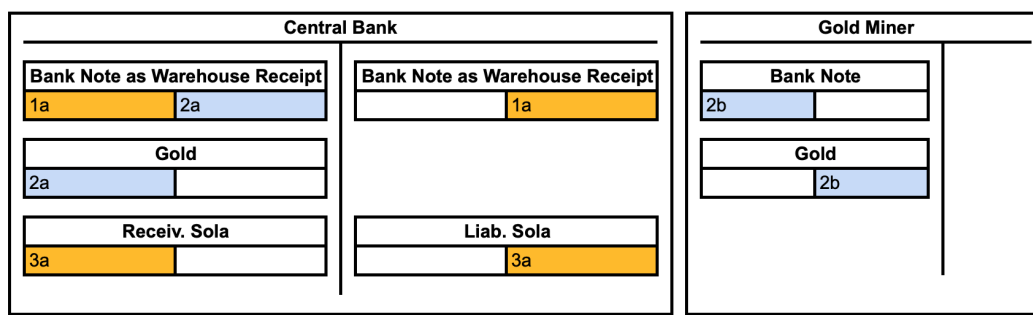 Central Bank
Gold Miner
Bank Note as Warehouse Receipt
Bank Note as Warehouse Receipt
Bank Note
1a
2a
1a
2b
Gold
Gold
2a
2b
Receiv. Sola
Liab. Sola
3a
3a